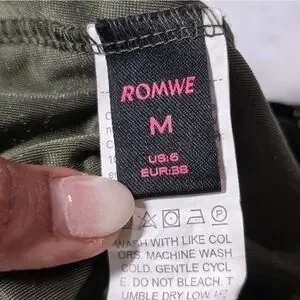 ROMWE
M
US:6
EUR:38
WASH WITH LIKE COL
ORS. MACHINE WASH
COLD. GENTLE CYCL
E. DO NOT BLEACH. T
UMBLE DRY LOW